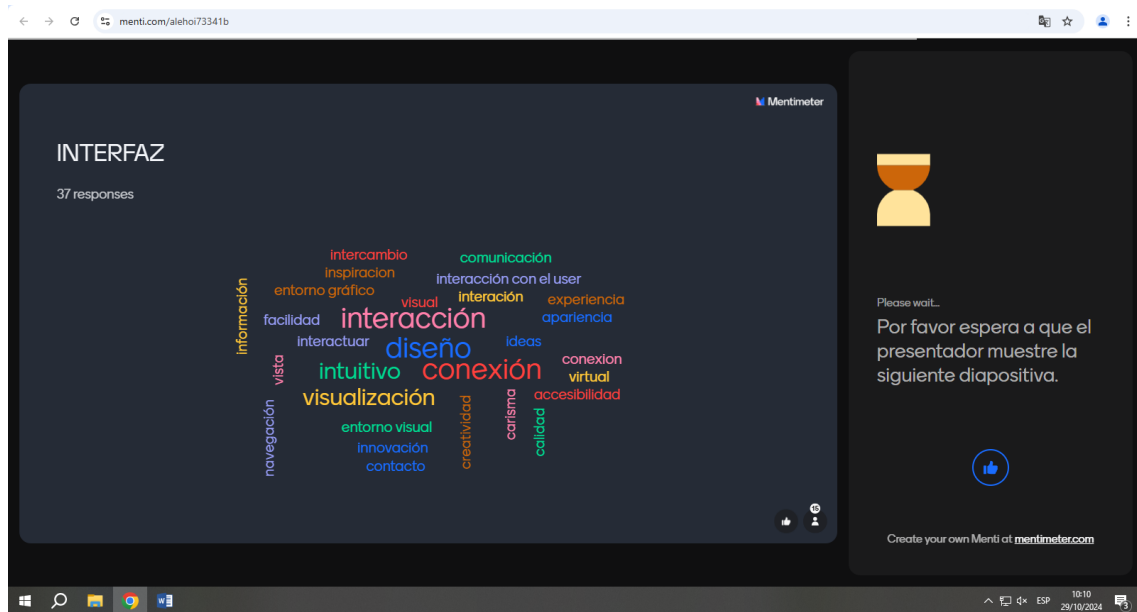 menti.com/alehoi73341b
Mentimeter
INTERFAZ
37 responses
intercambio
comunicación
inspiracion
interacción con el user
información
entorno gráfico
visual
interación
experiencia
facilidad
interacción
apariencia
interactuar
diseño
ideas
vista
intuitivo
conexión
conexion
virtual
visualización
accesibilidad
navegación
creatividad
carisma
calidad
entorno visual
innovación
contacto
15
Please wait...
Por favor espera a que el
presentador muestre la
siguiente diapositiva.
Create your own Menti at mentimeter.com
ESP
10:10
29/10/2024
3